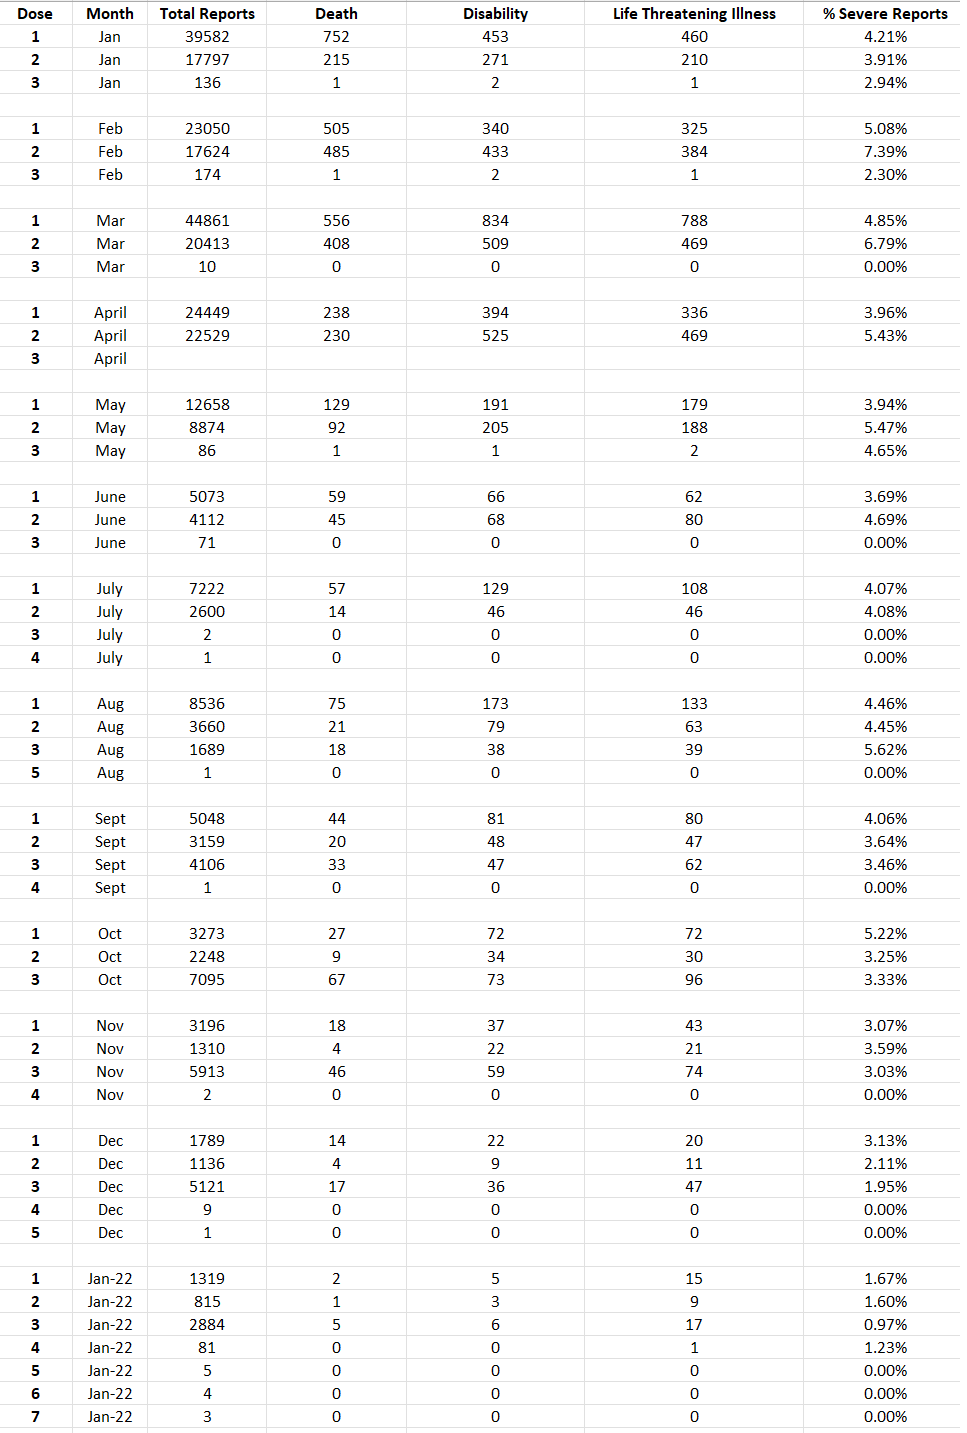 Dose Month Total Reports Death Disability Life Threatening Illness % Severe Reports
1 Jan 39582 752 453 460 4.21%
2 Jan 17797 215 271 210 3.91%
3 Jan 136 1 2 1 2.94%
1 Feb 23050 505 340 325 5.08%
2 Feb 17624 485 433 384 7.39%
3 Feb 174 1 2 1 2.30%
1 Mar 44861 556 834 788 4.85%
2 Mar 20413 408 509 469 6.79%
3 Mar 10 0 0 0 0.00%
1 April 24449 238 394 336 3.96%
2 April 22529 230 525 469 5.43%
3 April
1 May 12658 129 191 179 3.94%
2 May 8874 92 205 188 5.47%
3 May 86 1 1 2 4.65%
1 June 5073 59 66 62 3.69%
2 June 4112 45 68 80 4.69%
3 June 71 0 0 0 0.00%
1 July 7222 57 129 108 4.07%
2 July 2600 14 46 46 4.08%
3 July 2 0 0 0 0.00%
4 July 1 0 0 0 0.00%
1 Aug 8536 75 173 133 4.46%
2 Aug 3660 21 79 63 4.45%
3 Aug 1689 18 38 39 5.62%
5 Aug 1 0 0 0 0.00%
1 Sept 5048 44 81 80 4.06%
2 Sept 3159 20 48 47 3.64%
3 Sept 4106 33 47 62 3.46%
4 Sept 1 0 0 0 0.00%
1 Oct 3273 27 72 72 5.22%
2 Oct 2248 9 34 30 3.25%
3 Oct 7095 67 73 96 3.33%
1 Nov 3196 18 37 43 3.07%
2 Nov 1310 4 22 21 3.59%
3 Nov 5913 46 59 74 3.03%
4 Nov 2 0 0 0 0.00%
1 Dec 1789 14 22 20 3.13%
2 Dec 1136 4 9 11 2.11%
3 Dec 5121 17 36 47 1.95%
4 Dec 9 0 0 0 0.00%
5 Dec 1 0 0 0 0.00%
1 Jan-22 1319 2 5 15 1.67%
2 Jan-22 815 1 3 9 1.60%
3 Jan-22 2884 5 6 17 0.97%
4 Jan-22 81 0 0 1 1.23%
5 Jan-22 5 0 0 0 0.00%
6 Jan-22 4 0 0 0 0.00%
7 Jan-22 3 0 0 0 0.00%